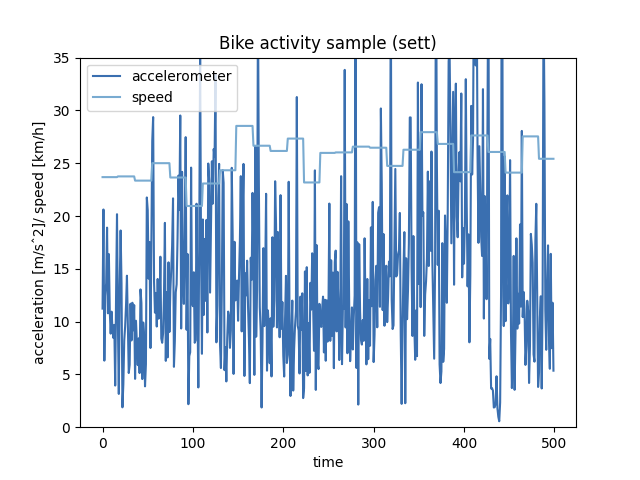 Bike activity sample (sett)
accelerometer
speed
acceleration [m/s^2]/ speed [km/h]
35
30
25
20
15
10
5
0
0 100 200 300 400 500
time